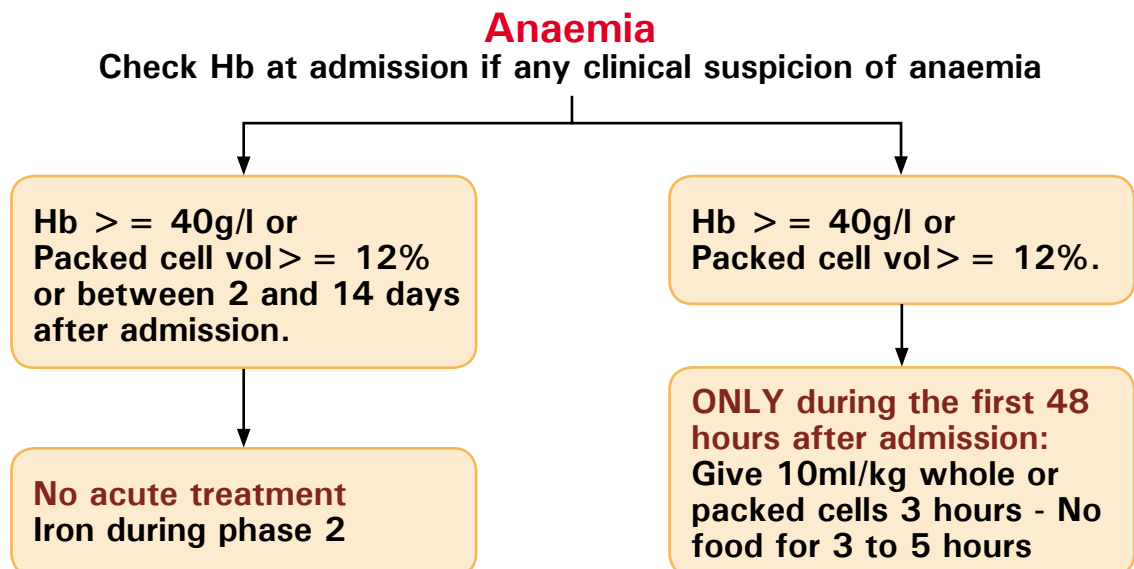 Anaemia
Check Hb at admission if any clinical suspicion of anaemia
Hb > = 40g/l or
Packed cell vol> = 12%
or between 2 and 14 days
after admission.
No acute treatment
Iron during phase 2
Hb > = 40g/l or
Packed cell vol> = 12%.
ONLY during the first 48
hours after admission:
Give 10ml/kg whole or
packed cells 3 hours - No
food for 3 to 5 hours